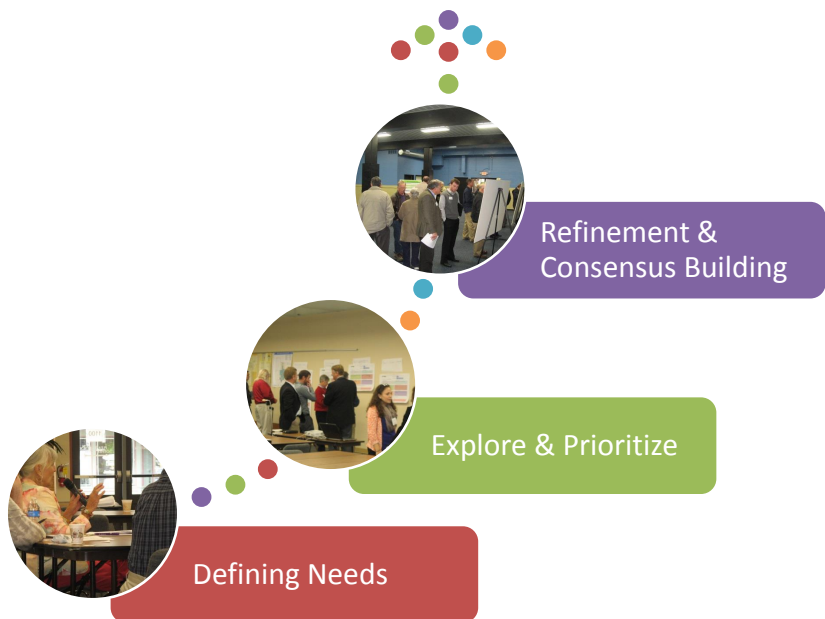 Refinement &
Consensus Building
Explore & Prioritize
Defining Needs